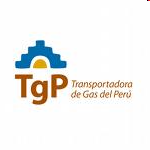 TgP
Transportadora
de Gas del Perú